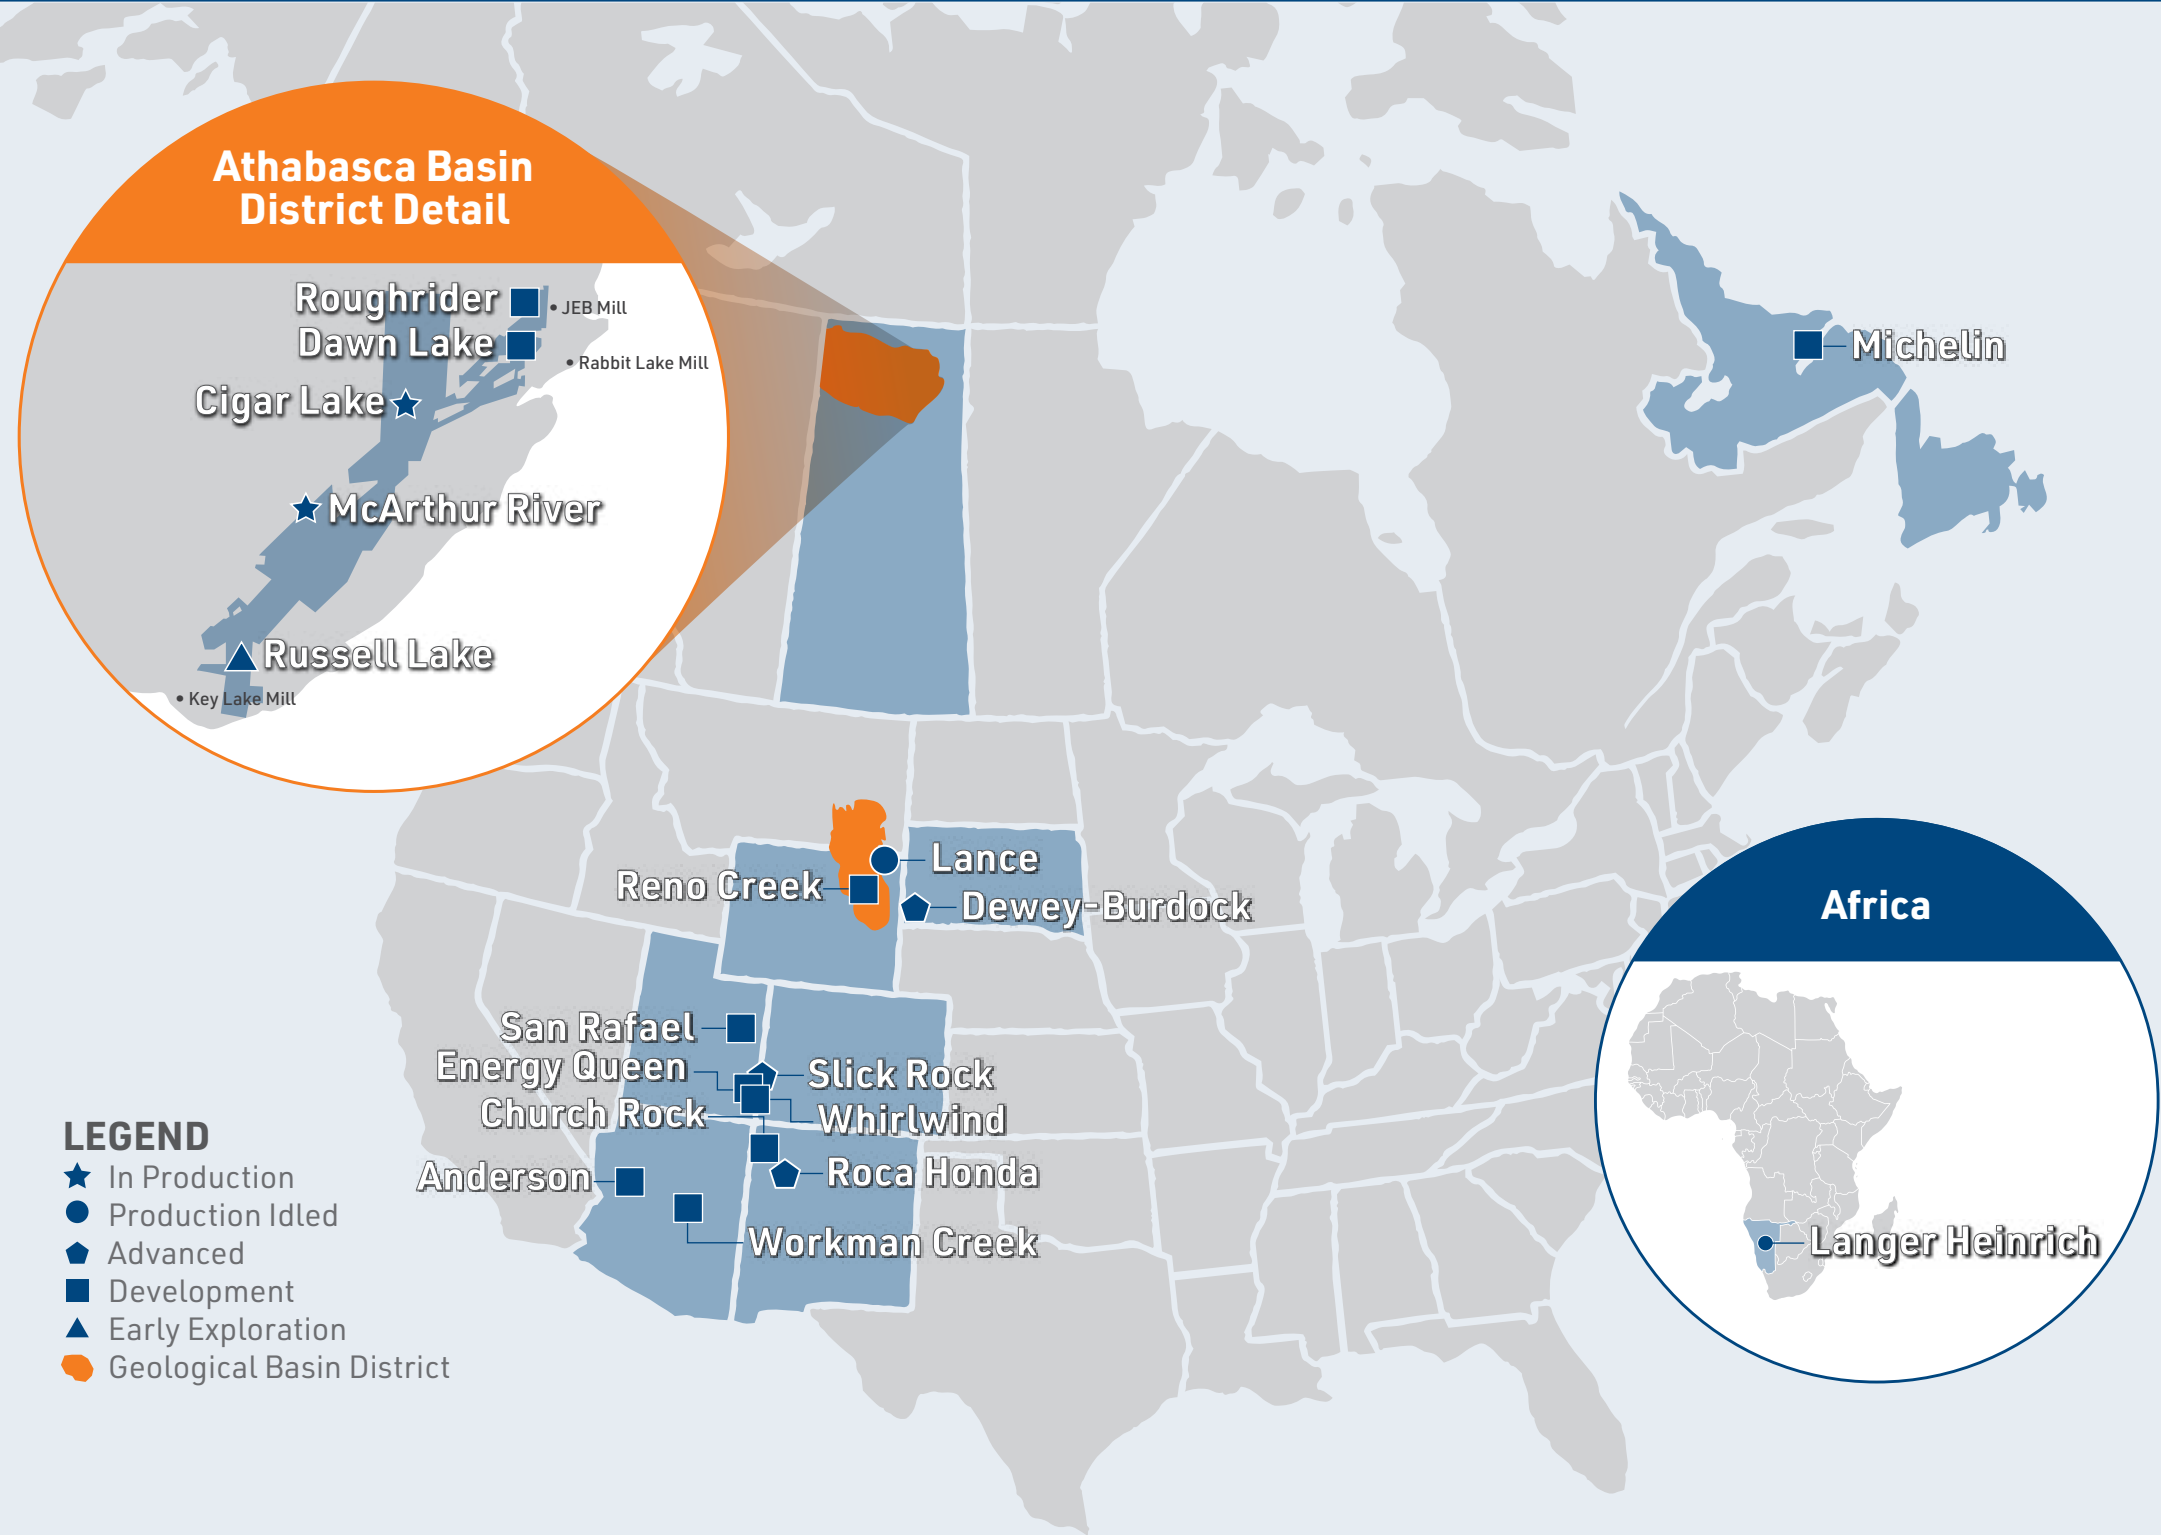 Athabasca Basin
District Detail
Roughrider
JEB Mill
Dawn Lake
Rabbit Lake Mill
Cigar Lake
McArthur River
Russell Lake
Key Lake Mill
Michelin
Lance
Reno Creek
Dewey-Burdock
San Rafael
Energy Queen
Slick Rock
Church Rock
Whirlwind
Anderson
Roca Honda
Workman Creek
Africa
Langer Heinrich
LEGEND
In Production
Production Idled
Advanced
Development
Early Exploration
Geological Basin District